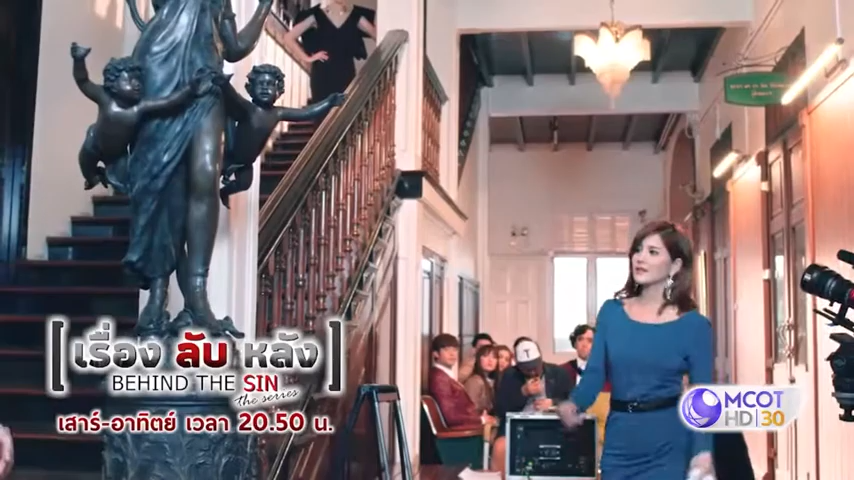 [เรื่อง ลับ หลัง]
BEHIND THE SIN
the series
เสาร์-อาทิตย์ เวลา 20.50 น.
MCOT
HD 30
T